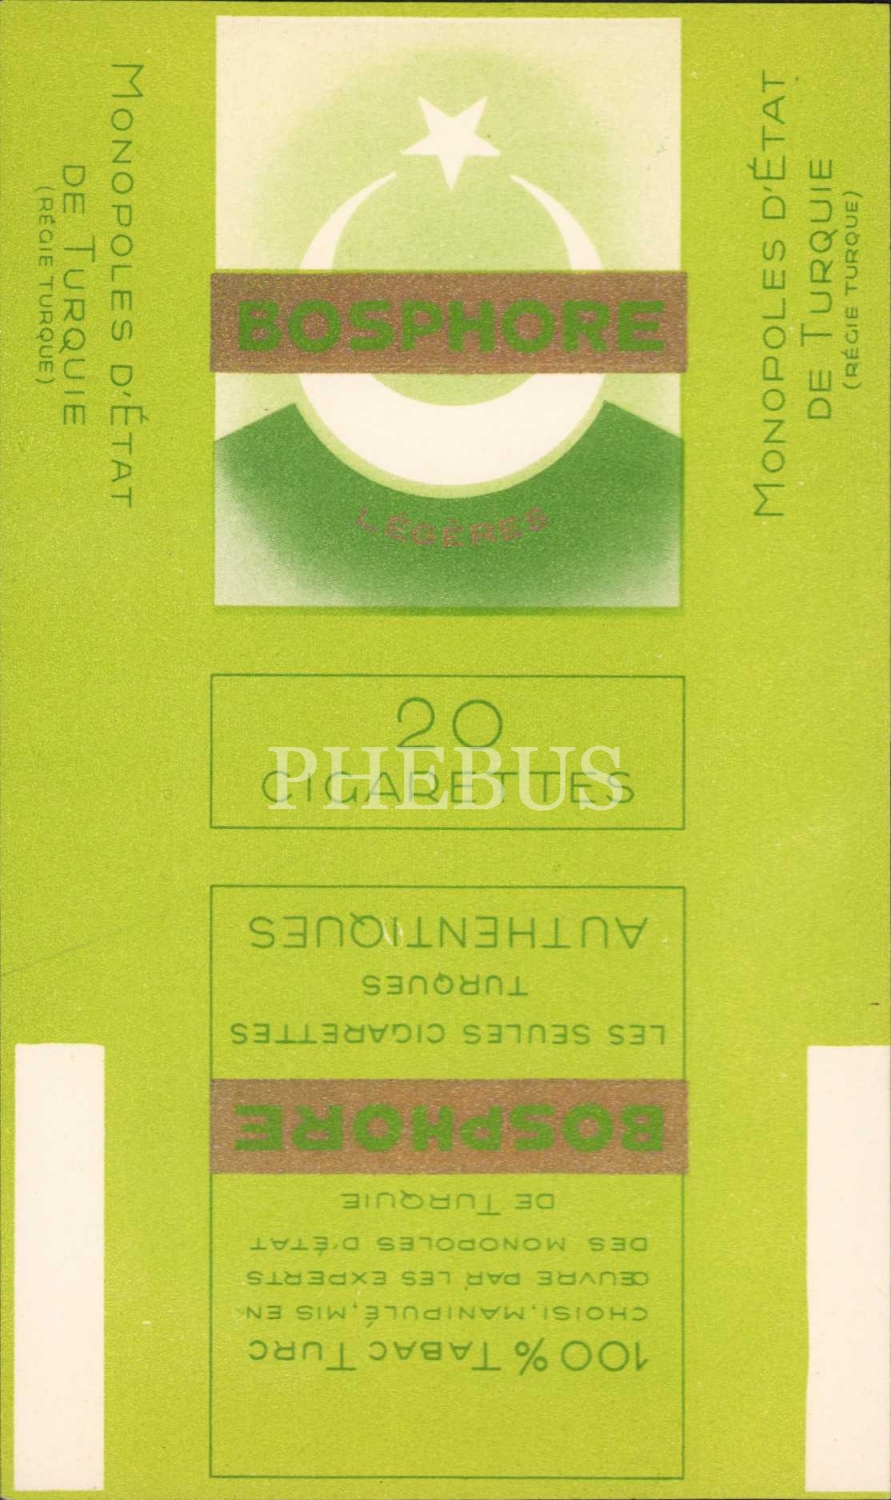 MONOPOLES D'ÉTAT
DE TURQUIE
(RÉGIE TURQUE)
BOSPHORE
LÉGÈRES
MONOPOLES D'ÉTAT
DE TURQUIE
(RÉGIE TURQUE)
20
CIGARETTES
PHEBUS
100% TABAC TURC
CHOISI, MANIPULÉ, MIS EN
ŒUVRE PAR LES EXPERTS
DES MONOPOLES D'ÉTAT
DE TURQUIE
BOSPHORE
LES SEULES CIGARETTES
TURQUES
AUTHENTIQUES